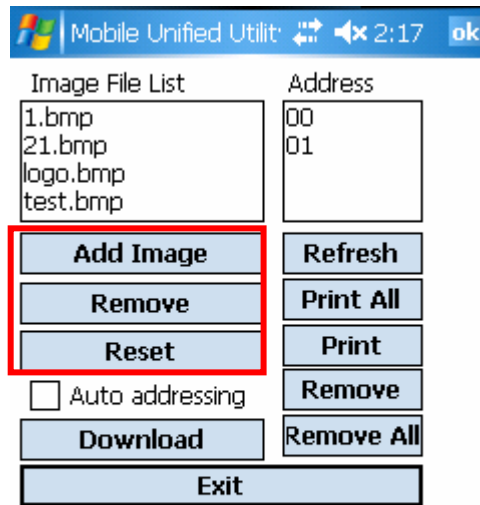 Mobile Unified Utilit 2:17 ok
Image File List
1.bmp
21.bmp
logo.bmp
test.bmp
Add Image
Remove
Reset
Auto addressing
Download
Address
00
01
Refresh
Print All
Print
Remove
Remove All
Exit